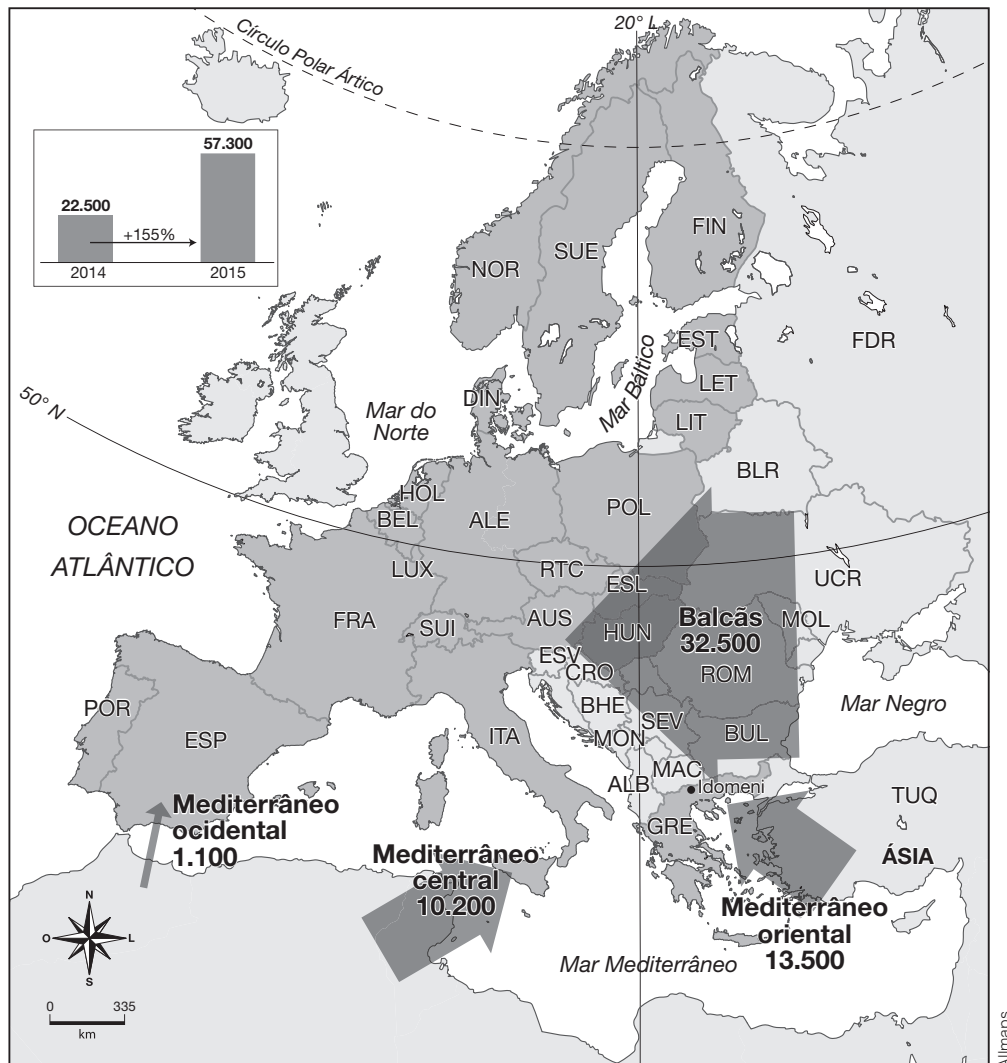 20° L
Círculo Polar Ártico
57.300
22.500
+155%
2014
2015
NOR
SUE
FIN
FDR
EST
LET
LIT
Mar Báltico
DIN
Mar do
Norte
50° N
BLR
HOL
BEL
ALE
POL
OCEANO
ATLÂNTICO
LUX
RTC
ESL
UCR
FRA
SUI
AUS
HUN
Balcãs
32.500
MOL
ESV
CRO
ROM
BHE
Mar Negro
POR
ESP
ITA
SEV
BUL
MON
MAC
ALB
Idomeni
TUQ
GRE
ÁSIA
Mediterrâneo
ocidental
1.100
Mediterrâneo
central
10.200
Mediterrâneo
oriental
13.500
Mar Mediterrâneo
N
O
L
S
0 335
km